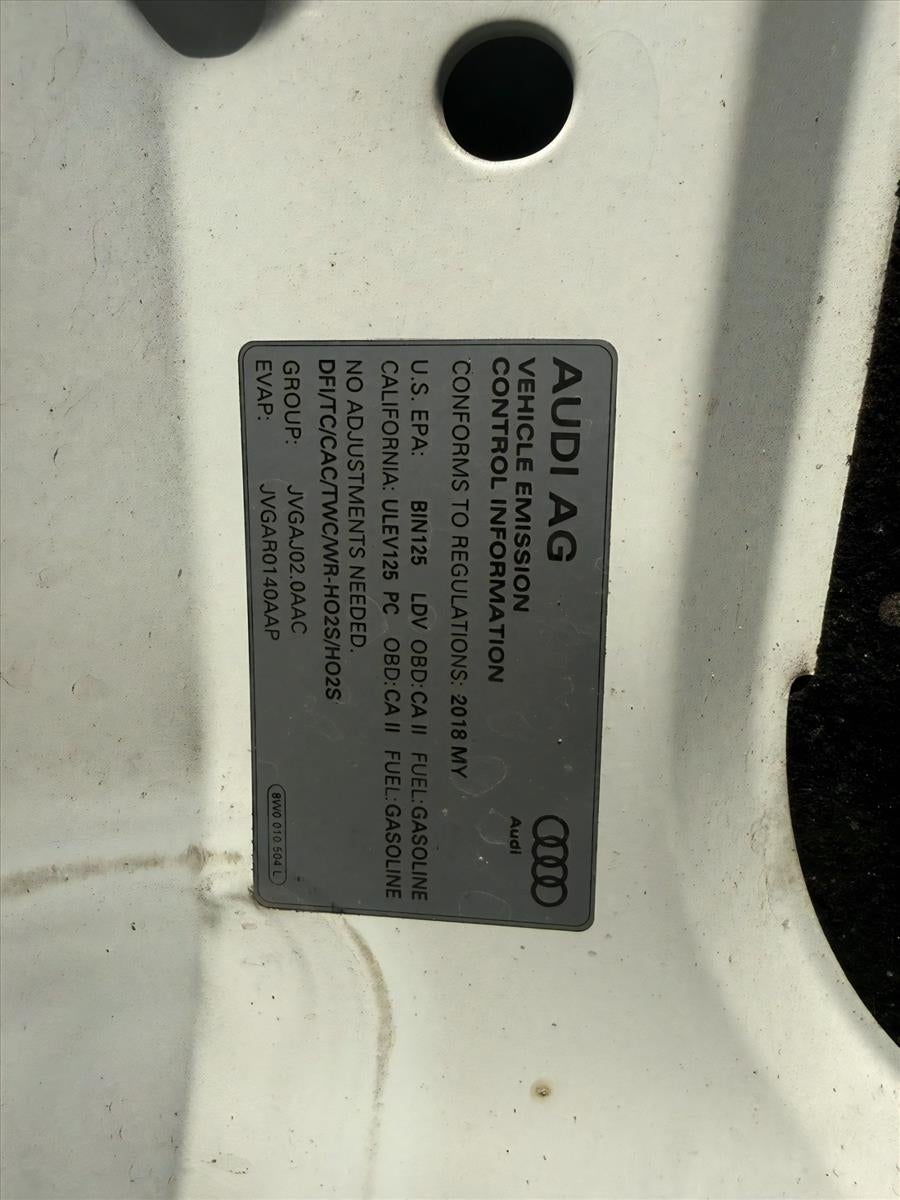 AUDI AG
VEHICLE EMISSION
CONTROL INFORMATION
Audi
CONFORMS TO REGULATIONS: 2018 MY
U.S. EPA: BIN125 LDV OBD:CA II FUEL:GASOLINE
CALIFORNIA: ULEV125 PC OBD:CA II FUEL:GASOLINE
NO ADJUSTMENTS NEEDED.
DFI/TC/CAC/TWC/WR-HO2S/HO2S
GROUP: JVGAJ02.0AAC
EVAP: JVGAR0140AAP
8W0 010 504 L